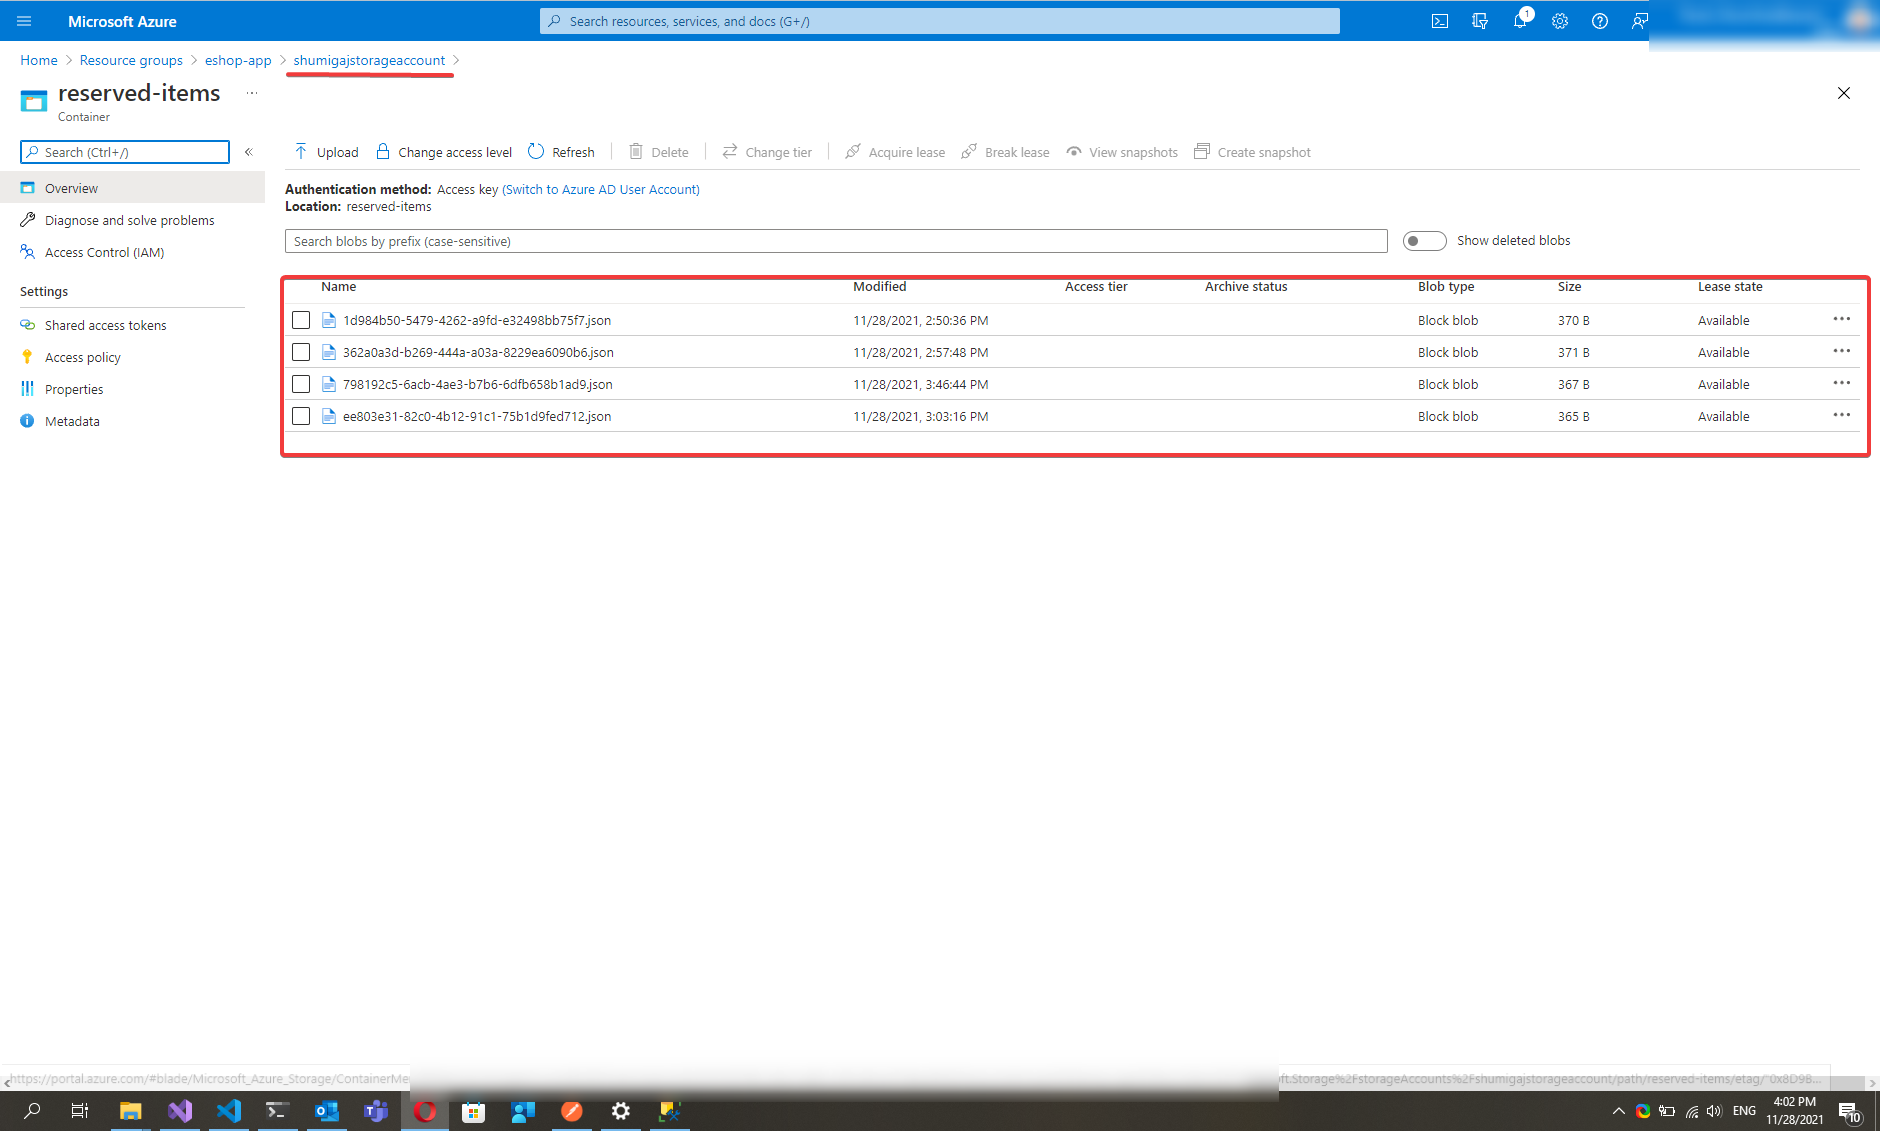 Microsoft Azure
Search resources, services, and docs (G+/)
1
Home > Resource groups > eshop-app > shumigajstorageaccount >
reserved-items ...
Container
Search (Ctrl+/)
«
Upload Change access level Refresh Delete Change tier Acquire lease Break lease View snapshots Create snapshot
Overview
Diagnose and solve problems
Access Control (IAM)
Settings
Shared access tokens
Access policy
Properties
Metadata
Authentication method: Access key (Switch to Azure AD User Account)
Location: reserved-items
Search blobs by prefix (case-sensitive)
Show deleted blobs
Name Modified Access tier Archive status Blob type Size Lease state
1d984b50-5479-4262-a9fd-e32498bb75f7.json 11/28/2021, 2:50:36 PM Block blob 370 B Available ...
362a0a3d-b269-444a-a03a-8229ea6090b6.json 11/28/2021, 2:57:48 PM Block blob 371 B Available ...
798192c5-6acb-4ae3-b7b6-6dfb658b1ad9.json 11/28/2021, 3:46:44 PM Block blob 367 B Available ...
ee803e31-82c0-4b12-91c1-75b1d9fed712.json 11/28/2021, 3:03:16 PM Block blob 365 B Available ...
https://portal.azure.com/#blade/Microsoft_Azure_Storage/ContainerMe
ft.Storage%2FstorageAccounts%2Fshumigajstorageaccount/path/reserved-items/etag/"0x8D9B...
ENG
4:02 PM
11/28/2021
10